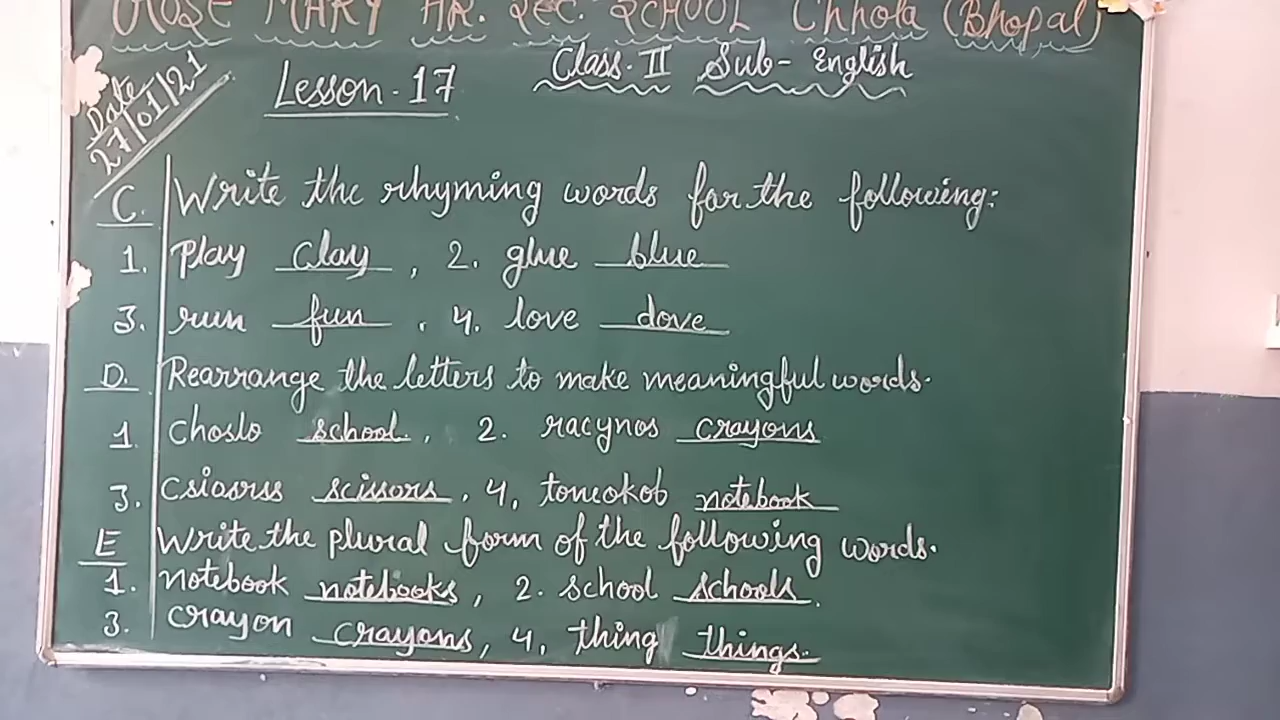 ROSE MARY HR. SEC. SCHOOL Chhola (Bhopal)
Class-II Sub- English
Date 27/01/21
Lesson-17
C. Write the rhyming words for the following:
1. Play Clay, 2. glue blue
3. run fun. 4. love dove
D. Rearrange the letters to make meaningful words.
1. Choslo school, 2. racynos crayons
3. Csioorss scissors. 4, toneokob notebook
E Write the plural form of the following words.
1. notebook notebooks, 2. school schools.
3. Crayon crayons, 4. thing things.